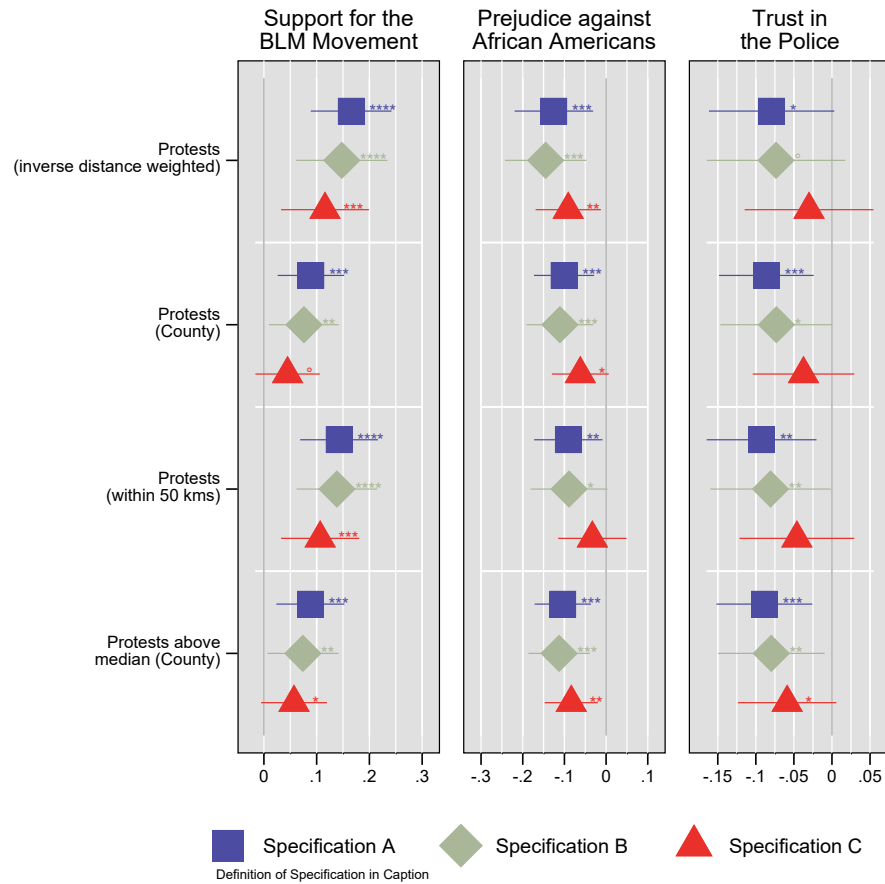 Support for the
BLM Movement
Prejudice against
African Americans
Trust in
the Police
Protests
(inverse distance weighted)
**** *** *
**** *** °
*** **
Protests
(County)
*** *** ***
** *** *
° *
Protests
(within 50 kms)
**** ** **
**** * **
***
Protests above
median (County)
*** *** ***
** *** **
* ** *
0 .1 .2 .3 -.3 -.2 -.1 0 .1 -.15 -.1 -.05 0 .05
Specification A Specification B Specification C
Definition of Specification in Caption